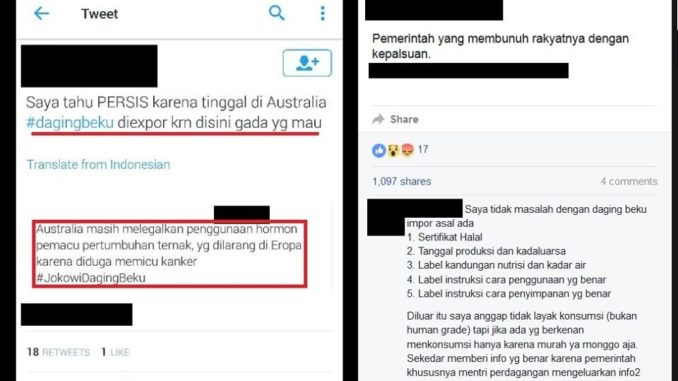 Tweet
Saya tahu PERSIS karena tinggal di Australia
#dagingbeku diexpor krn disini gada yg mau
Translate from Indonesian
Australia masih melegalkan penggunaan hormon
pemacu pertumbuhan ternak, yg dilarang di Eropa
karena diduga memicu kanker
#JokowiDagingBeku
18 RETWEETS 1 LIKE
Pemerintah yang membunuh rakyatnya dengan
kepalsuan.
Share
17
1,097 shares
4 comments
Saya tidak masalah dengan daging beku
impor asal ada
1. Sertifikat Halal
2. Tanggal produksi dan kadaluarsa
3. Label kandungan nutrisi dan kadar air
4. Label instruksi cara penggunaan yg benar
5. Label instruksi cara penyimpanan yg benar
Diluar itu saya anggap tidak layak konsumsi (bukan
human grade) tapi jika ada yg berkenan
menkonsumsi hanya karena murah ya monggo aja.
Sekedar memberi info yg benar karena pemerintah
khususnya mentri perdagangan mengeluarkan info2